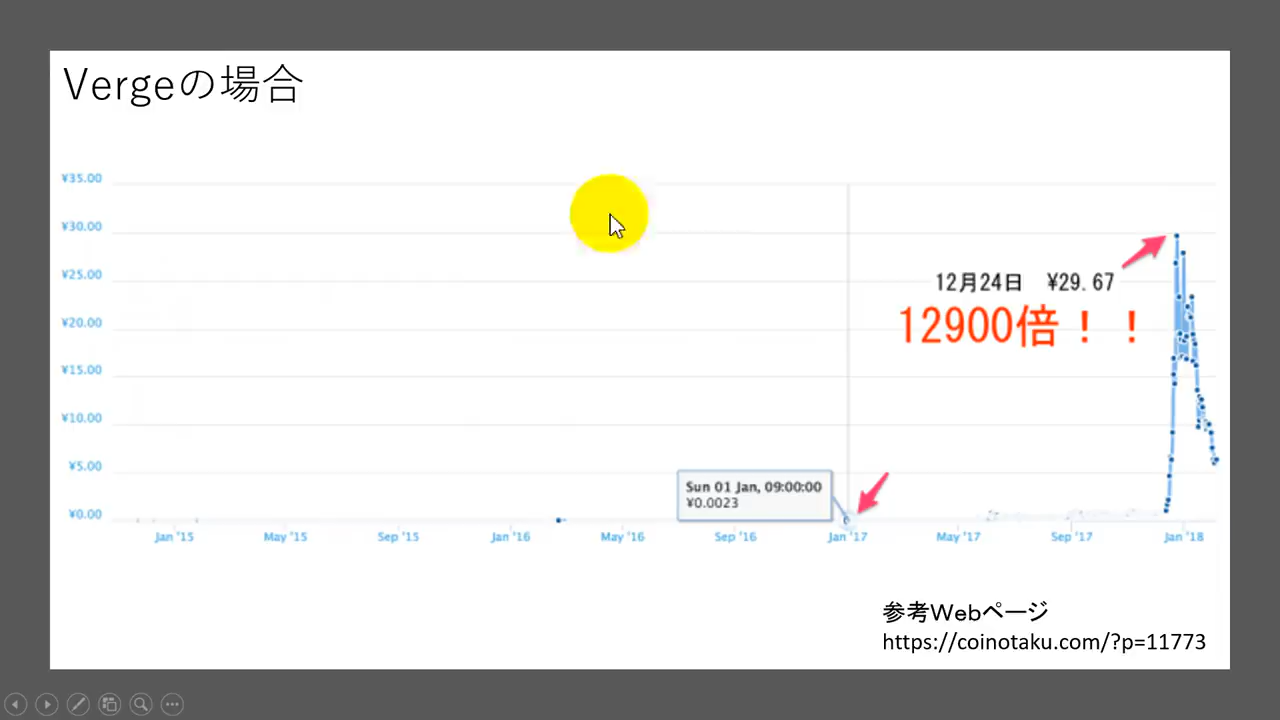 Vergeの場合
¥35.00
¥30.00
¥25.00
¥20.00
¥15.00
¥10.00
¥5.00
¥0.00
12月24日 ¥29.67
12900倍！！
Sun 01 Jan, 09:00:00
¥0.0023
Jan '15 May '15 Sep '15 Jan '16 May '16 Sep '16 Jan '17 May '17 Sep '17 Jan '18
参考Webページ
https://coinotaku.com/?p=11773